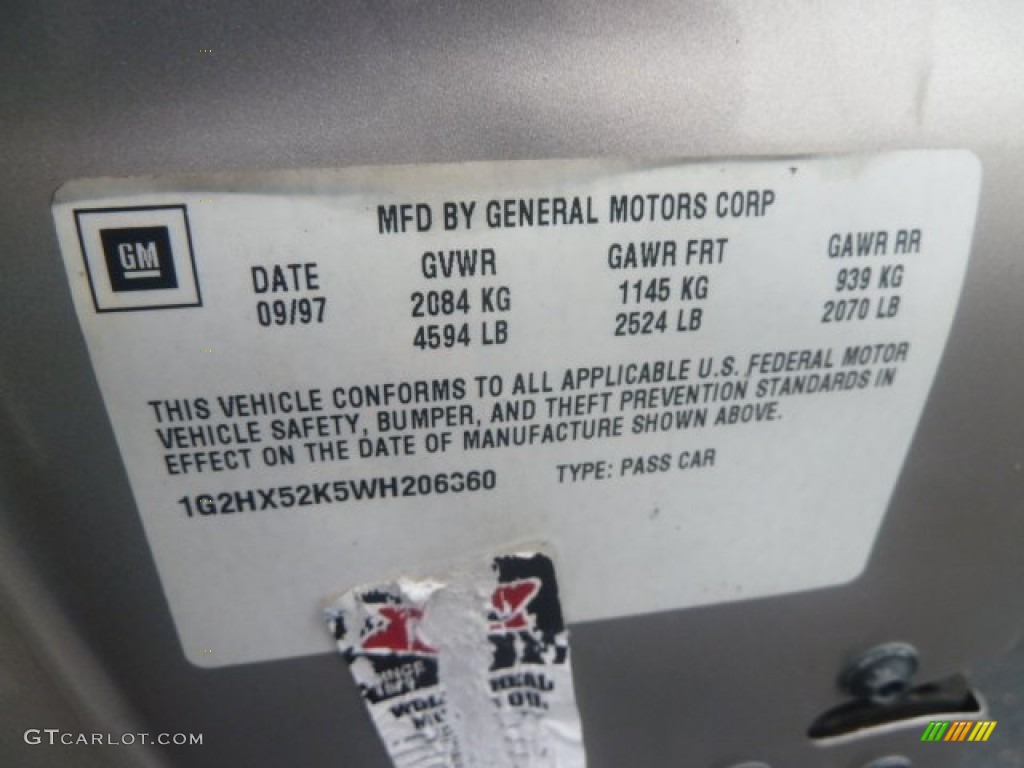 MFD BY GENERAL MOTORS CORP
GM
DATE
09/97
GVWR
2084 KG
4594 LB
GAWR FRT
1145 KG
2524 LB
GAWR RR
939 KG
2070 LB
THIS VEHICLE CONFORMS TO ALL APPLICABLE U.S. FEDERAL MOTOR
VEHICLE SAFETY, BUMPER, AND THEFT PREVENTION STANDARDS IN
EFFECT ON THE DATE OF MANUFACTURE SHOWN ABOVE.
TYPE: PASS CAR
SINCE
GTCARLOT.COM